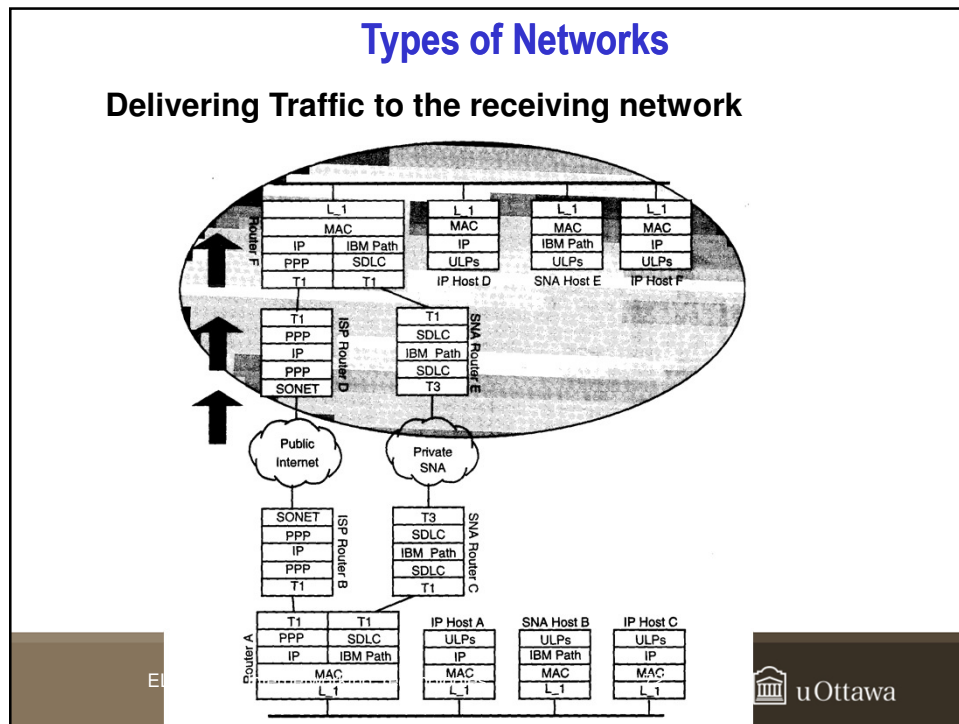 Types of Networks
Delivering Traffic to the receiving network
Router F
L_1
MAC
IP IBM Path
PPP SDLC
T1 T1
L_1
MAC
IP
ULPs
IP Host D
L_1
MAC
IBM Path
ULPs
SNA Host E
L_1
MAC
IP
ULPs
IP Host F
T1
PPP
IP
PPP
SONET
ISP Router D
T1
SDLC
IBM Path
SDLC
T3
SNA Router E
Public
Internet
Private
SNA
SONET
PPP
IP
PPP
T1
ISP Router B
T3
SDLC
IBM Path
SDLC
T1
SNA Router C
Router A
T1 T1
PPP SDLC
IP IBM Path
MAC
L_1
IP Host A
ULPs
IP
MAC
L_1
SNA Host B
ULPs
IBM Path
MAC
L_1
IP Host C
ULPs
IP
MAC
L_1
uOttawa